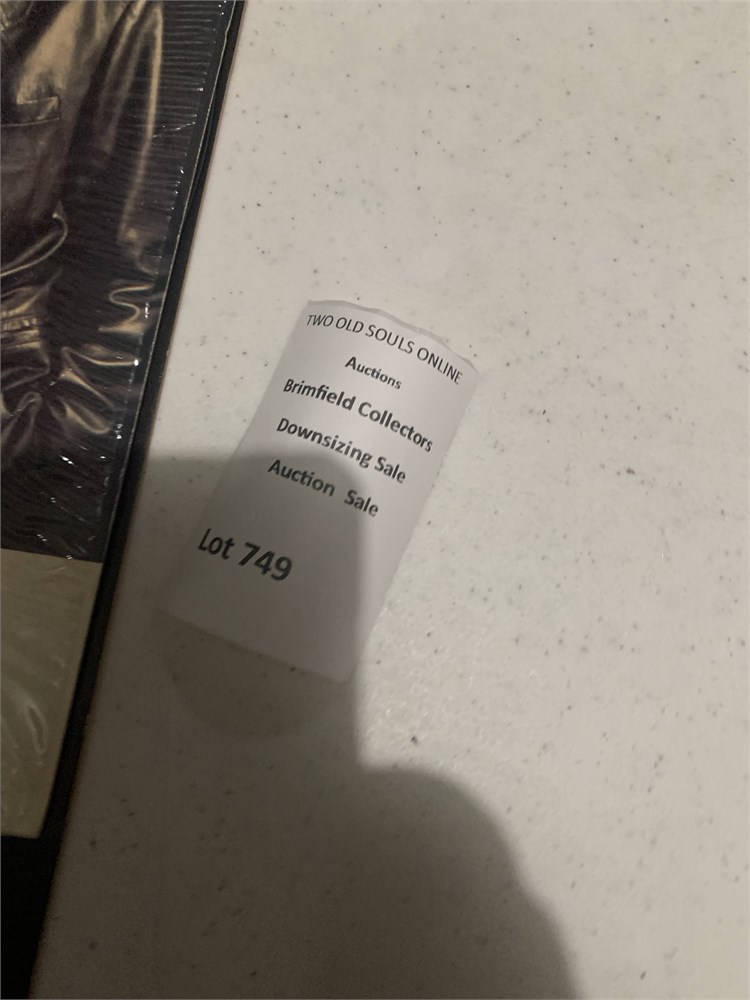 TWO OLD SOULS ONLINE
Auctions
Brimfield Collectors
Downsizing Sale
Auction Sale
Lot 749